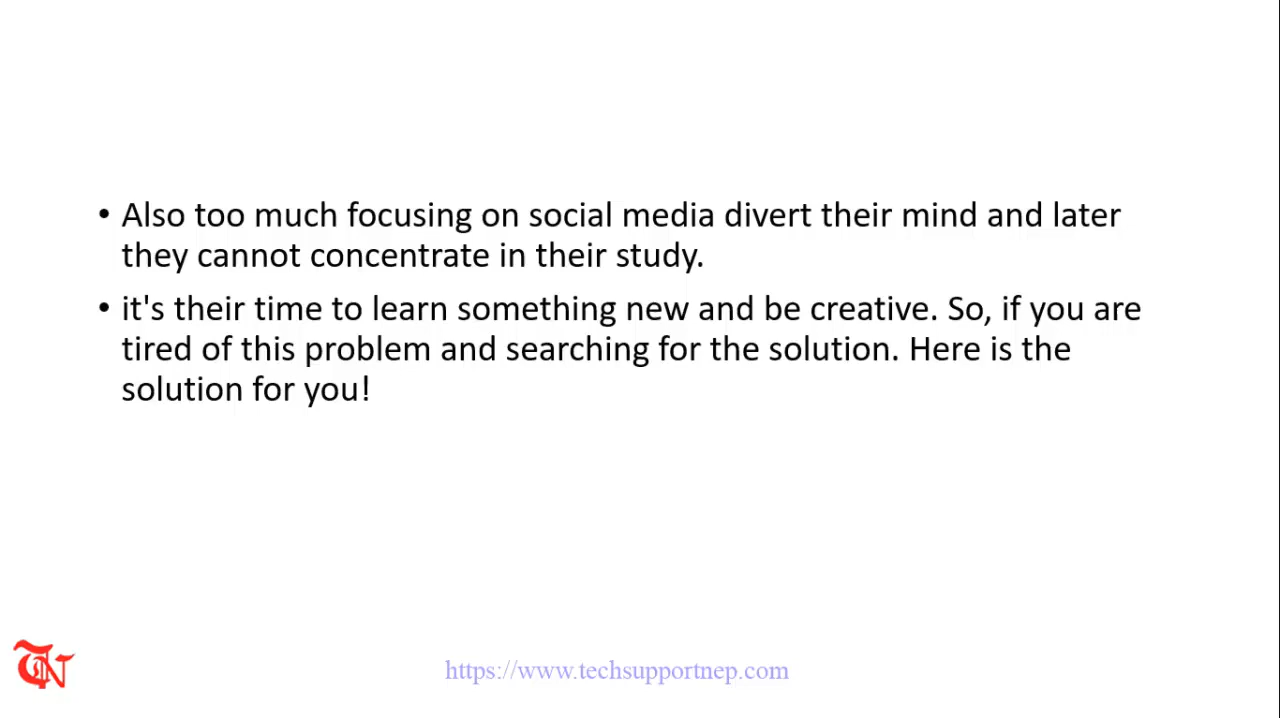 • Also too much focusing on social media divert their mind and later
they cannot concentrate in their study.
• it's their time to learn something new and be creative. So, if you are
tired of this problem and searching for the solution. Here is the
solution for you!
TN
https://www.techsupportnep.com